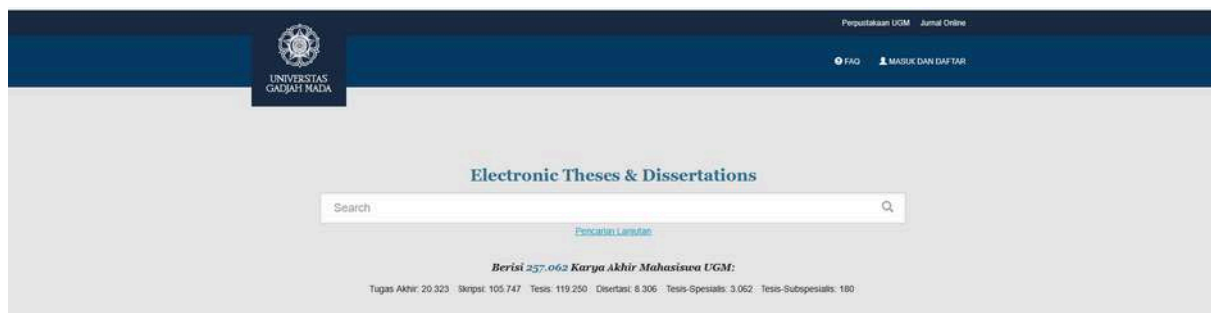 Perpustakaan UGM Jurnal Online
UNIVERSITAS
GADJAH MADA
FAQ MASUK DAN DAFTAR
Electronic Theses & Dissertations
Search
Pencarian Lanjutan
Berisi 257.062 Karya Akhir Mahasiswa UGM:
Tugas Akhir: 20.323 Skripsi: 105.747 Tesis: 119.250 Disertasi: 8.306 Tesis-Spesialis: 3.062 Tesis-Subspesialis: 180